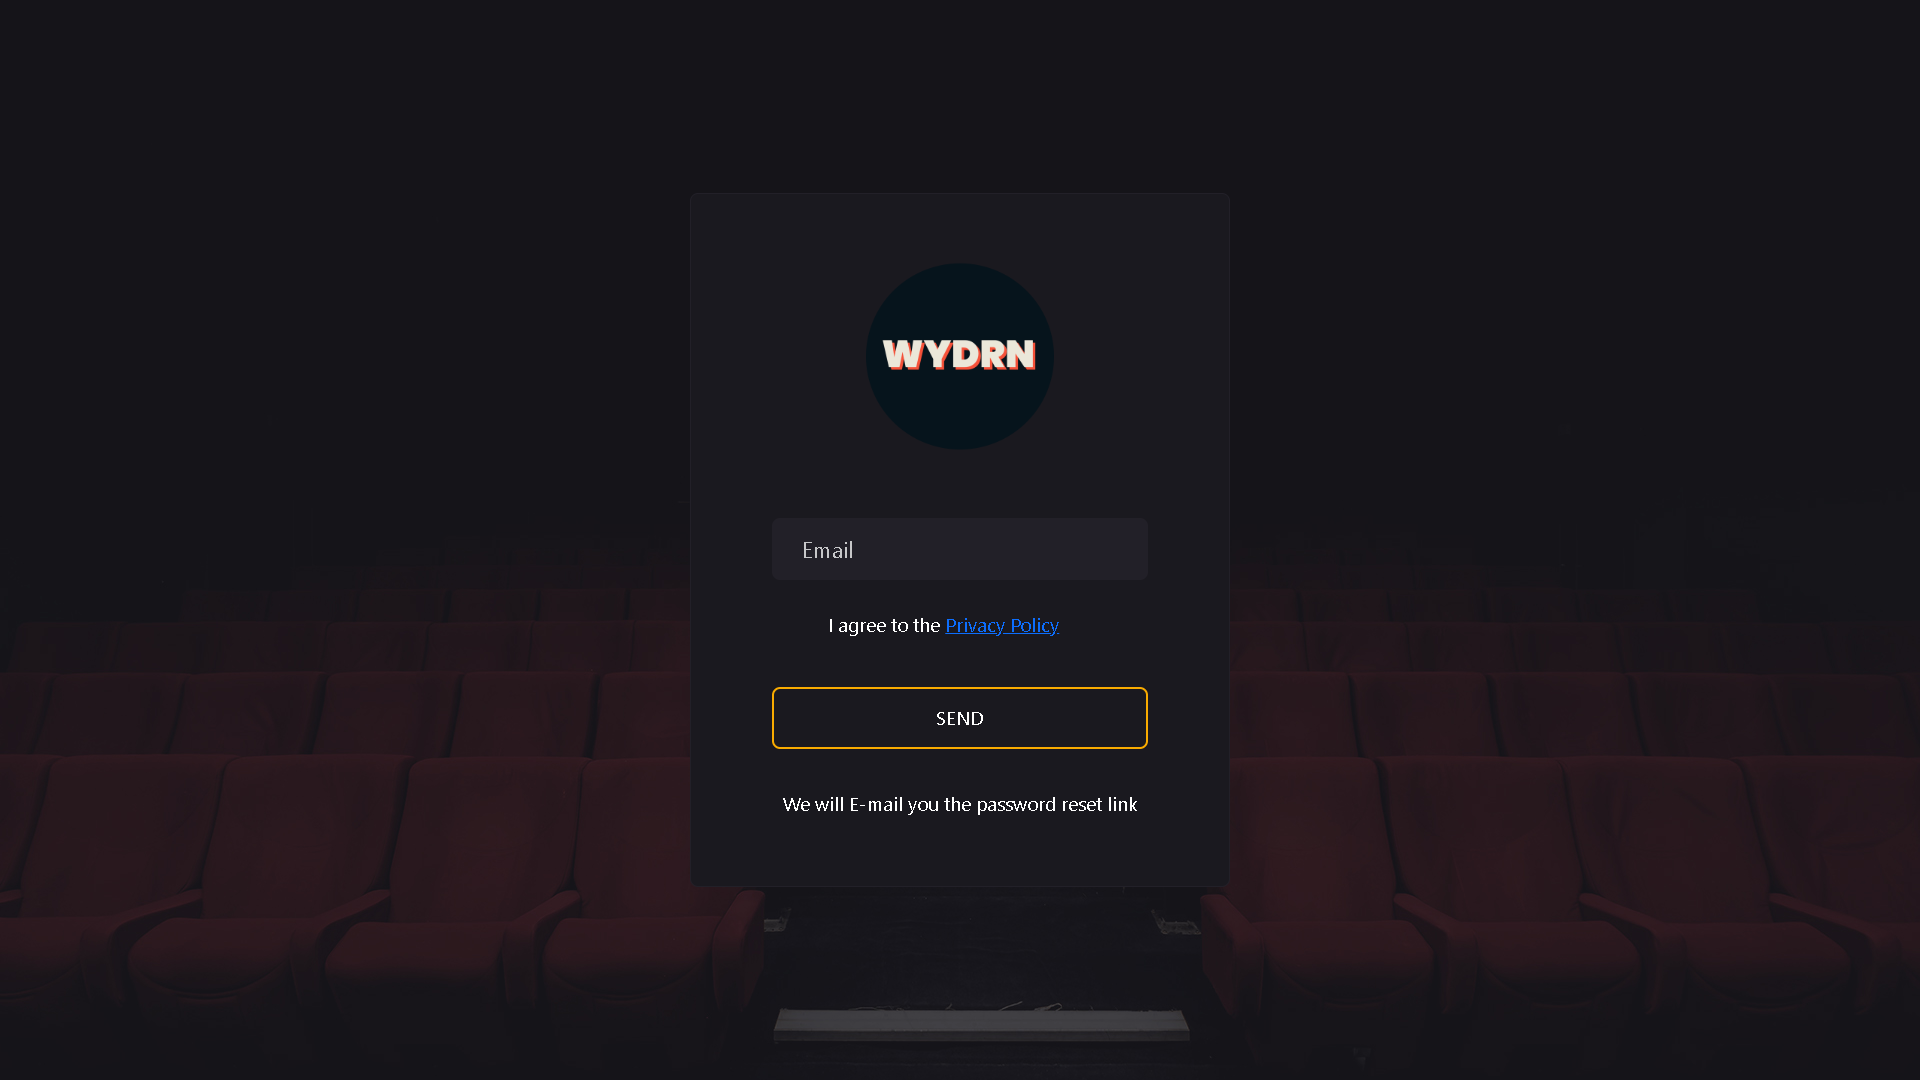 WYDRN
Email
I agree to the Privacy Policy
SEND
We will E-mail you the password reset link